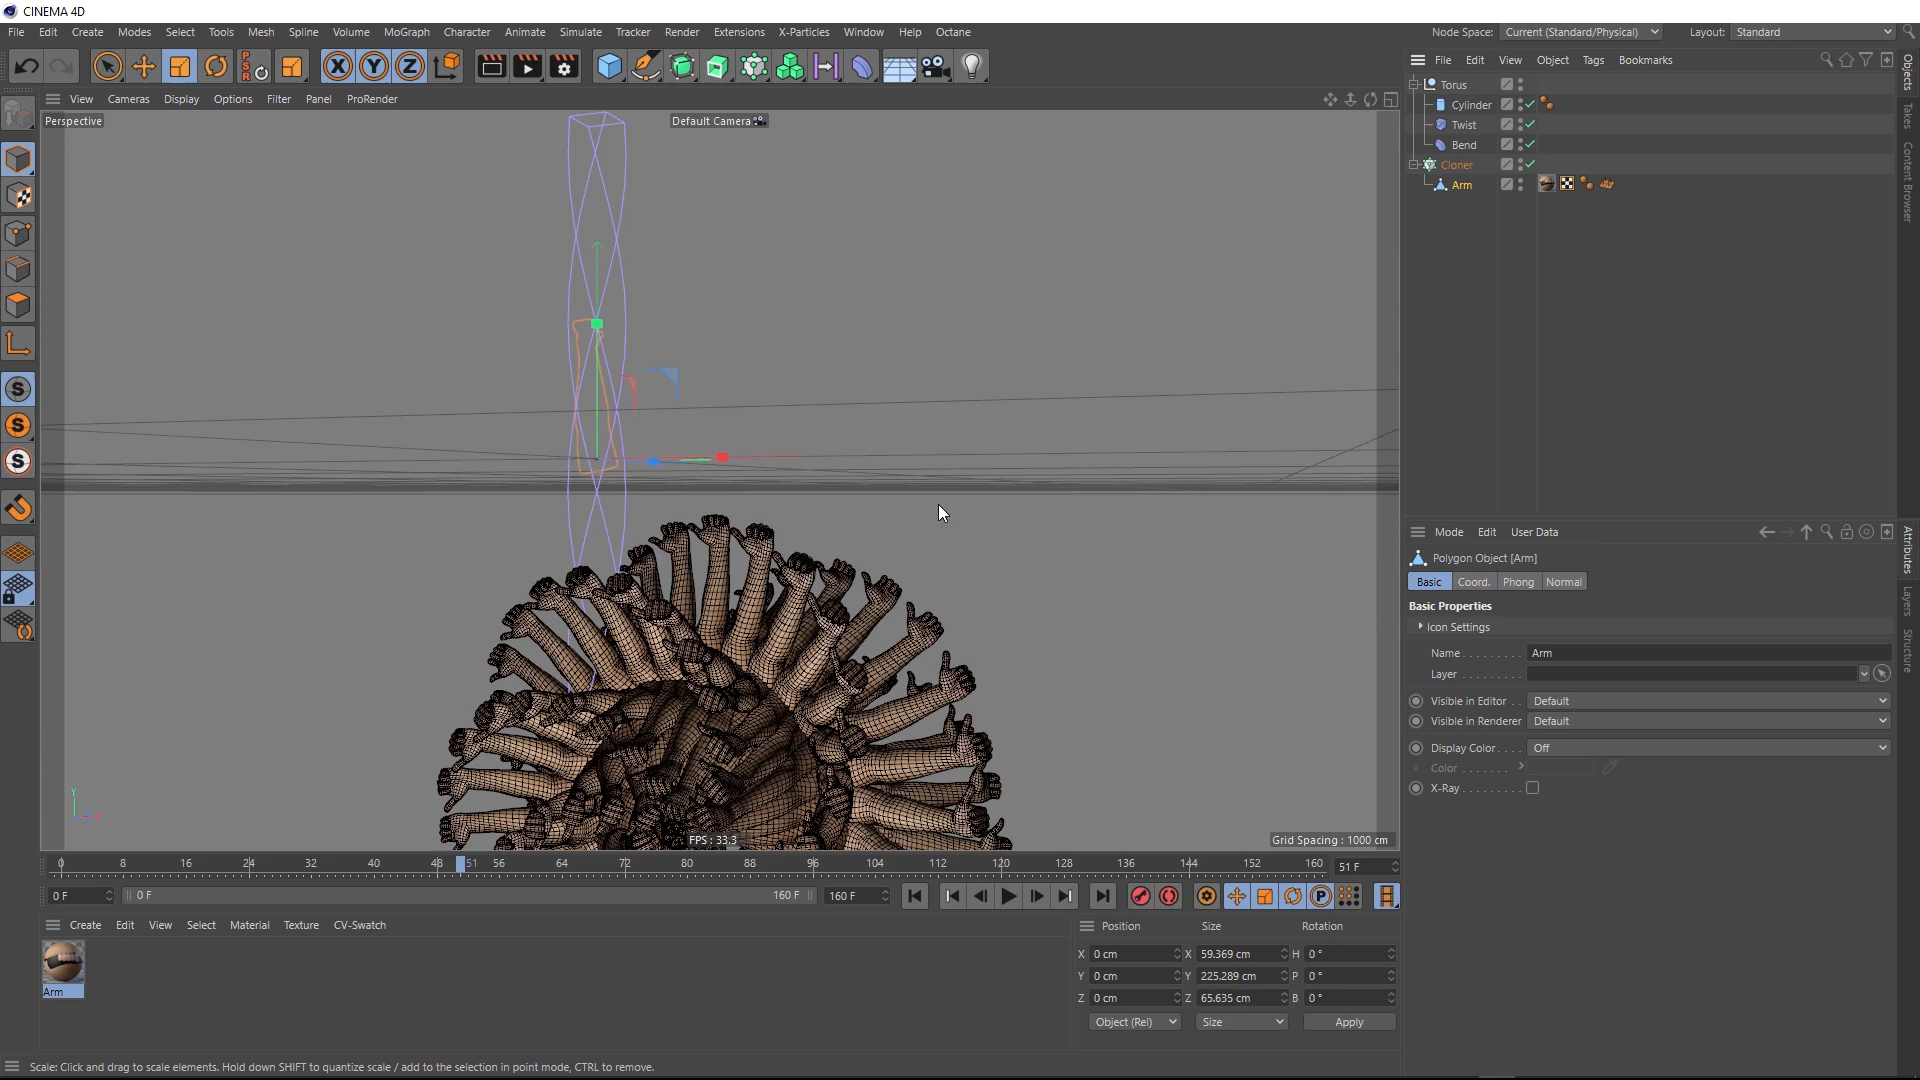 CINEMA 4D
File Edit Create Modes Select Tools Mesh Spline Volume MoGraph Character Animate Simulate Tracker Render Extensions X-Particles Window Help Octane
Node Space: Current (Standard/Physical) Layout: Standard
PSR X Y Z
View Cameras Display Options Filter Panel ProRender
Perspective
Default Camera
File Edit View Object Tags Bookmarks
Torus
Cylinder
Twist
Bend
Cloner
Arm
Objects
Takes
Content Browser
S
S
S
Y
X
FPS : 33.3
Grid Spacing : 1000 cm
Mode Edit User Data
Polygon Object [Arm]
Basic Coord. Phong Normal
Basic Properties
Icon Settings
Name . . . . . . . . . Arm
Layer . . . . . . . . .
Visible in Editor . . Default
Visible in Renderer Default
Display Color . . . . Off
Color . . . . . . .
X-Ray . . . . . . . . .
Attributes
Layers
Structure
0 8 16 24 32 40 48 51 56 64 72 80 88 96 104 112 120 128 136 144 152 160 51 F
0 F 0 F 160 F 160 F P
Create Edit View Select Material Texture CV-Swatch
Arm
Position Size Rotation
X 0 cm X 59.369 cm H 0 °
Y 0 cm Y 225.289 cm P 0 °
Z 0 cm Z 65.635 cm B 0 °
Object (Rel) Size Apply
Scale: Click and drag to scale elements. Hold down SHIFT to quantize scale / add to the selection in point mode, CTRL to remove.